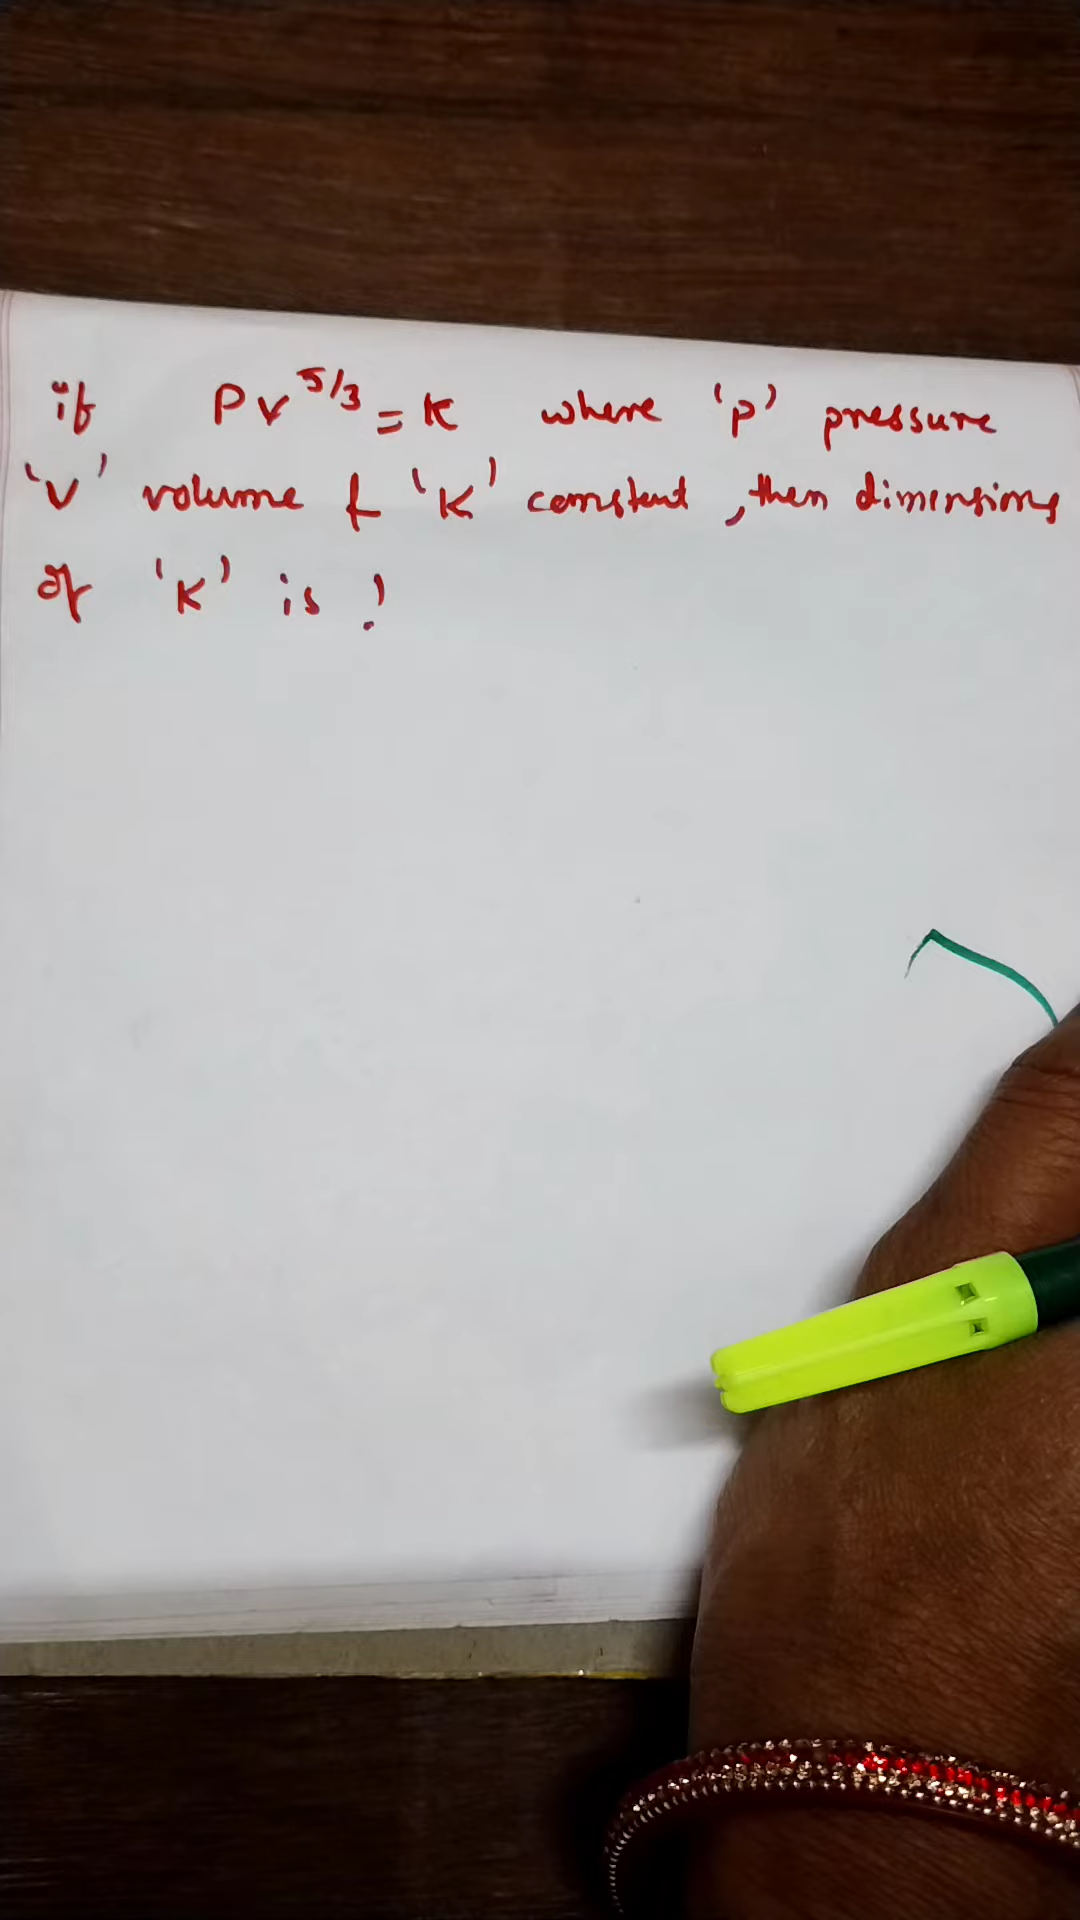 if PV^5/3 = K where 'p' pressure
'V' volume & 'K' constant, then dimensions
of 'K' is ?